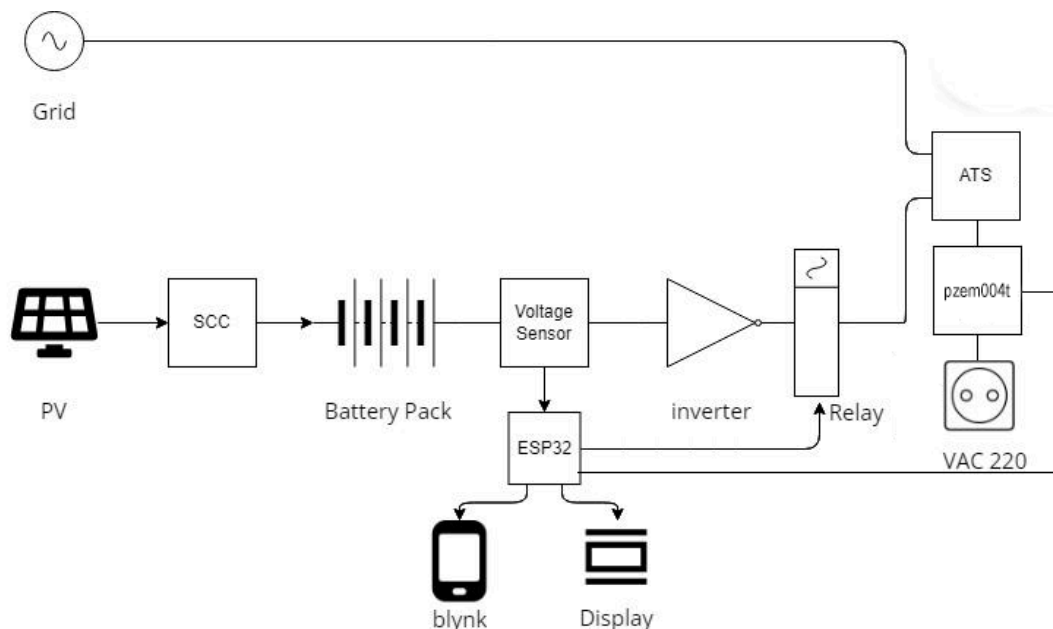 Grid
ATS
pzem004t
SCC
Voltage
Sensor
PV
Battery Pack
inverter
Relay
ESP32
VAC 220
blynk
Display